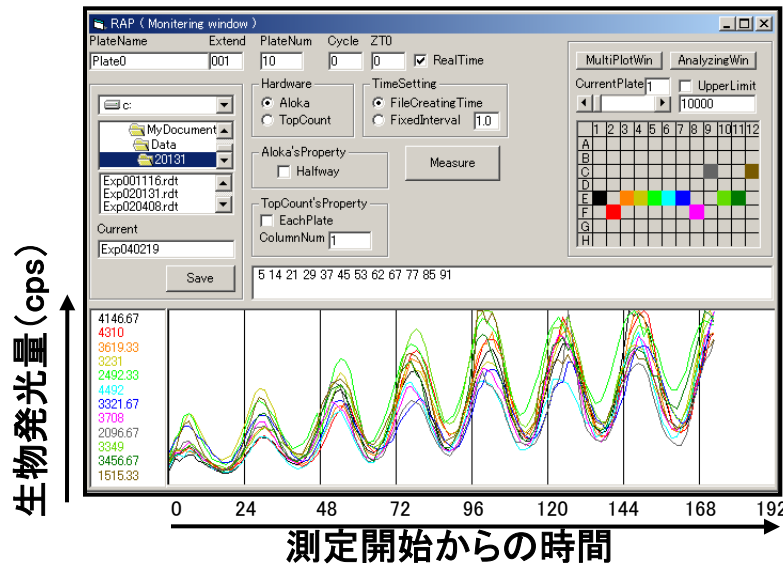 RAP ( Monitering window )
PlateName Extend PlateNum Cycle ZT0
Plate0 001 10 0 0 RealTime
MultiPlotWin AnalyzingWin
CurrentPlate 1 UpperLimit
10000
1 2 3 4 5 6 7 8 9 10 11 12
A
B
C
D
E
F
G
H
c:
MyDocument
Data
20131
Exp001116.rdt
Exp020131.rdt
Exp020408.rdt
Current
Exp040219
Save
Hardware
Aloka
TopCount
TimeSetting
FileCreatingTime
FixedInterval 1.0
Aloka'sProperty
Halfway
Measure
TopCount'sProperty
EachPlate
ColumnNum 1
5 14 21 29 37 45 53 62 67 77 85 91
生物発光量(cps)
4146.67
4310
3619.33
3231
2492.33
4492
3321.67
3708
2096.67
3349
3456.67
1515.33
0 24 48 72 96 120 144 168 192
測定開始からの時間